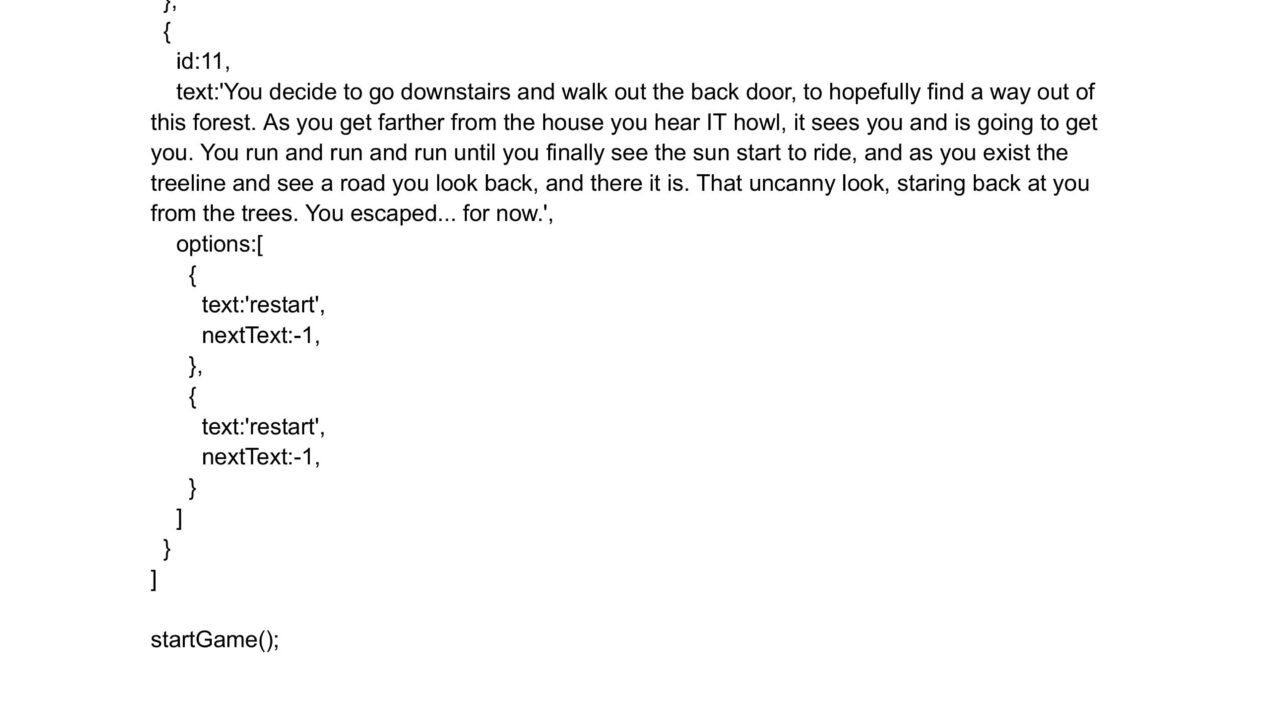 },
{
id:11,
text:'You decide to go downstairs and walk out the back door, to hopefully find a way out of
this forest. As you get farther from the house you hear IT howl, it sees you and is going to get
you. You run and run and run until you finally see the sun start to ride, and as you exist the
treeline and see a road you look back, and there it is. That uncanny look, staring back at you
from the trees. You escaped... for now.',
options:[
{
text:'restart',
nextText:-1,
},
{
text:'restart',
nextText:-1,
}
]
}
]
startGame();